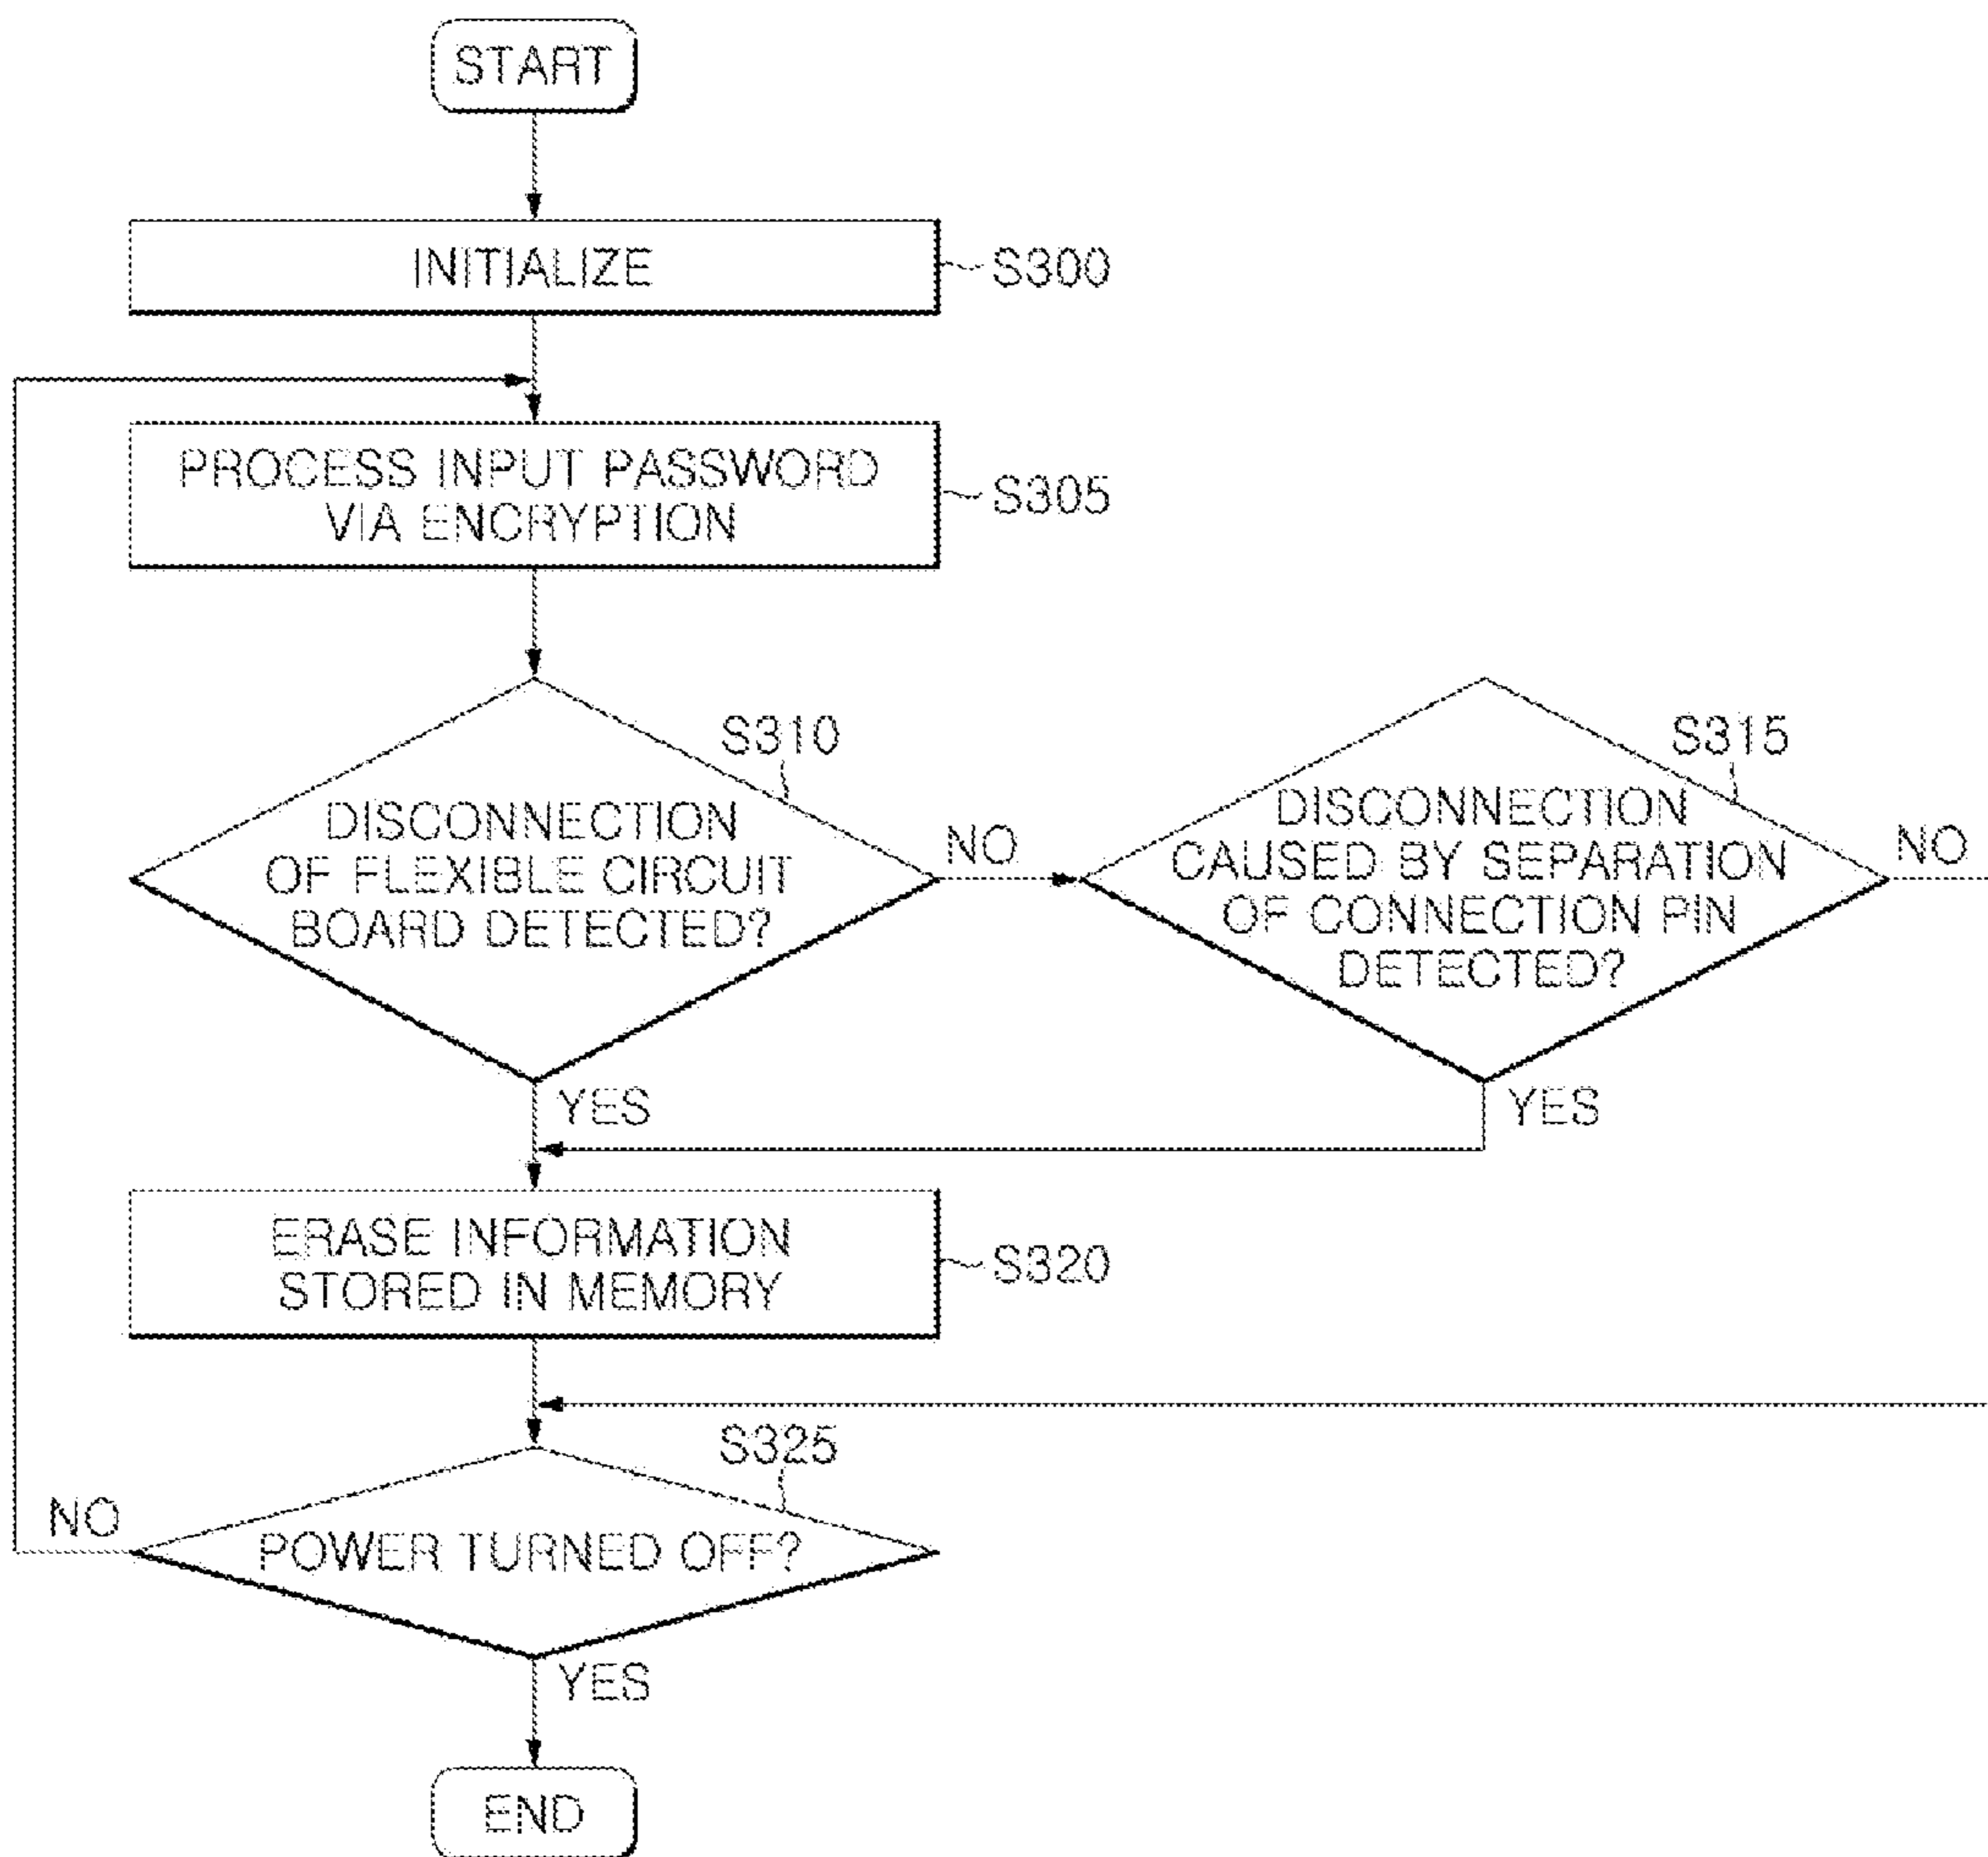 START
INITIALIZE
S300
PROCESS INPUT PASSWORD
VIA ENCRYPTION
S305
S310
DISCONNECTION
OF FLEXIBLE CIRCUIT
BOARD DETECTED?
NO
YES
S315
DISCONNECTION
CAUSED BY SEPARATION
OF CONNECTION PIN
DETECTED?
NO
YES
ERASE INFORMATION
STORED IN MEMORY
S320
S325
NO
POWER TURNED OFF?
YES
END